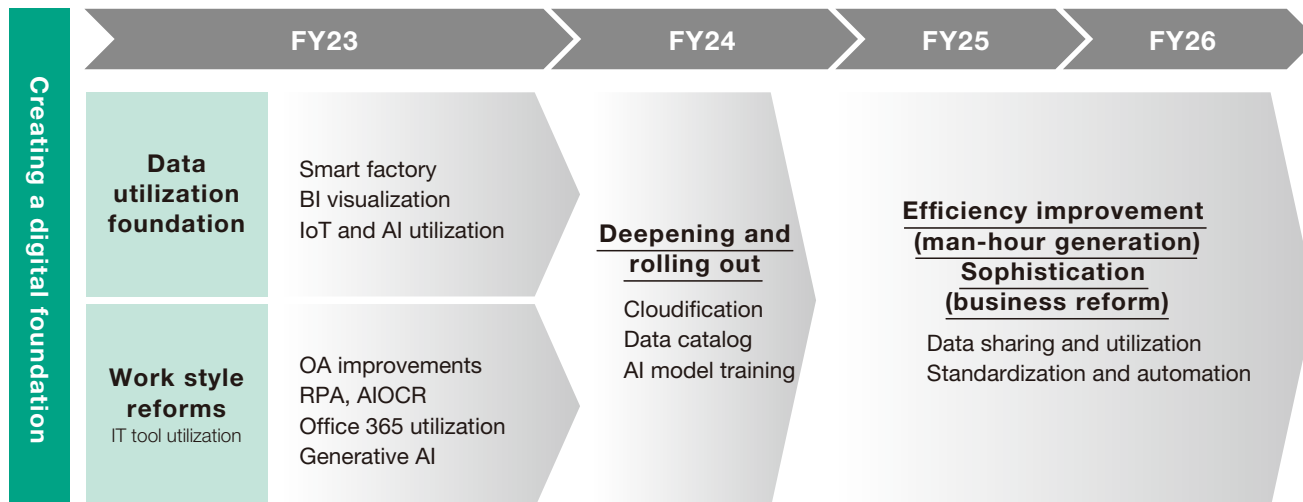 Creating a digital foundation
FY23
FY24
FY25
FY26
Data
utilization
foundation
Smart factory
BI visualization
IoT and AI utilization
Work style
reforms
IT tool utilization
OA improvements
RPA, AIOCR
Office 365 utilization
Generative AI
Deepening and
rolling out
Cloudification
Data catalog
AI model training
Efficiency improvement
(man-hour generation)
Sophistication
(business reform)
Data sharing and utilization
Standardization and automation